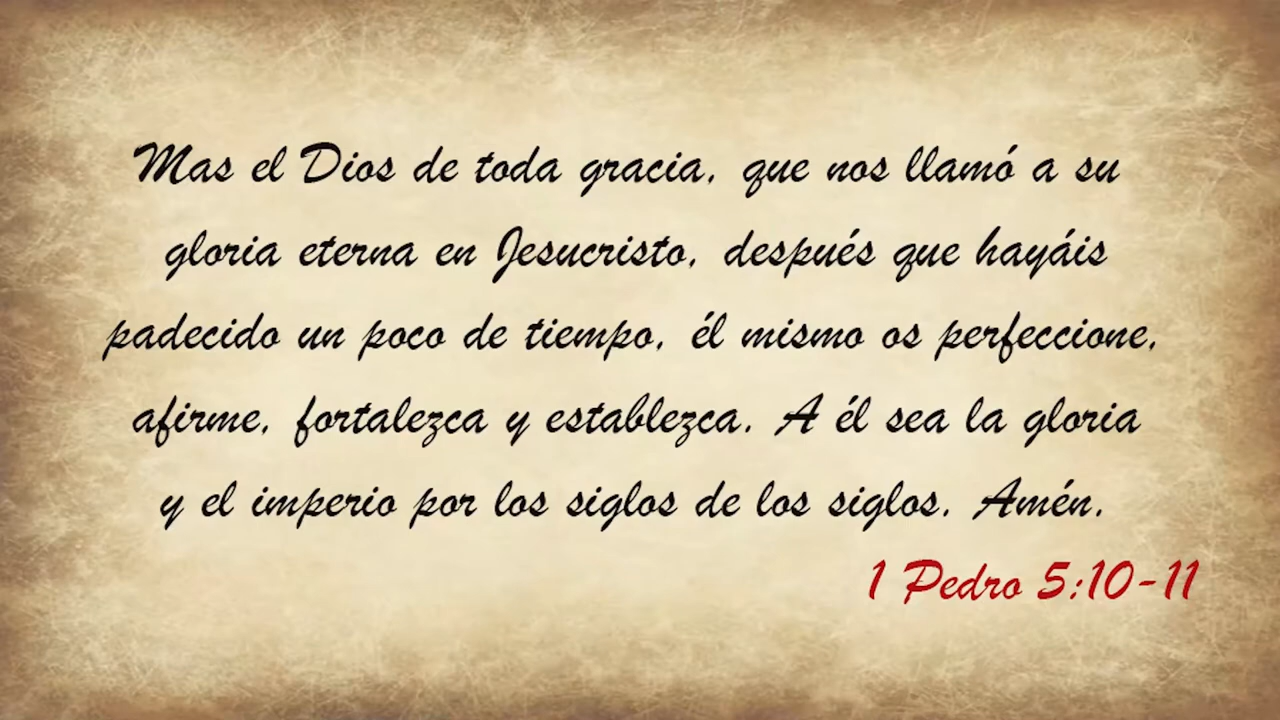 Mas el Dios de toda gracia, que nos llamó a su
gloria eterna en Jesucristo, después que hayáis
padecido un poco de tiempo, él mismo os perfeccione,
afirme, fortalezca y establezca. A él sea la gloria
y el imperio por los siglos de los siglos. Amén.
1 Pedro 5:10-11